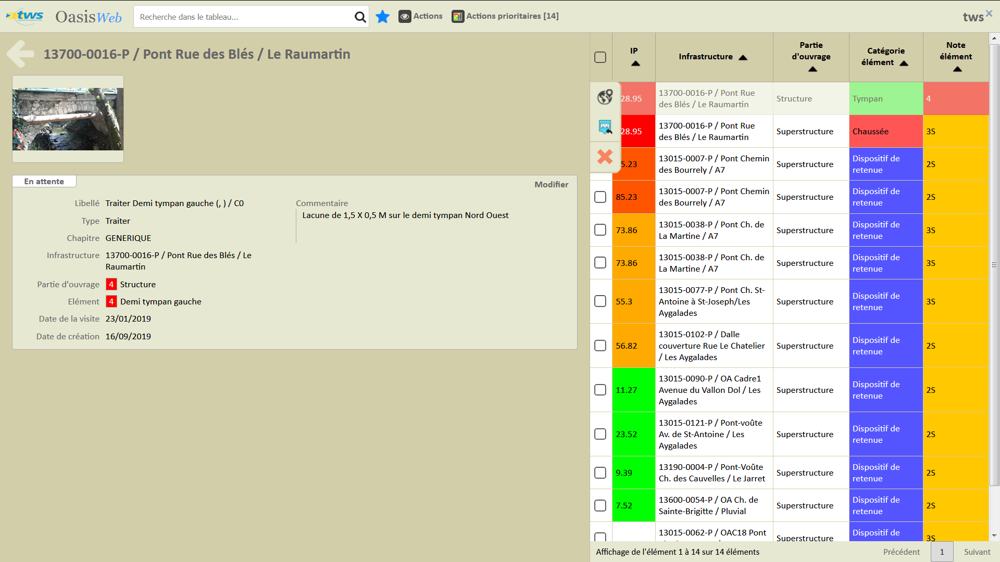 tws OasisWeb Recherche dans le tableau... Actions Actions prioritaires [14] tws
13700-0016-P / Pont Rue des Blés / Le Raumartin
En attente
Modifier
Libellé Traiter Demi tympan gauche (, ) / C0
Type Traiter
Chapitre GENERIQUE
Infrastructure 13700-0016-P / Pont Rue des Blés / Le
Raumartin
Partie d'ouvrage 4 Structure
Elément 4 Demi tympan gauche
Date de la visite 23/01/2019
Date de création 16/09/2019
Commentaire
Lacune de 1,5 X 0,5 M sur le demi tympan Nord Ouest
IP
Infrastructure
Partie
d'ouvrage
Catégorie
élément
Note
élément
28.95
13700-0016-P / Pont Rue
des Blés / Le Raumartin
Structure
Tympan
4
28.95
13700-0016-P / Pont Rue
des Blés / Le Raumartin
Superstructure
Chaussée
3S
5.23
13015-0007-P / Pont Chemin
des Bourrely / A7
Superstructure
Dispositif de
retenue
2S
85.23
13015-0007-P / Pont Chemin
des Bourrely / A7
Superstructure
Dispositif de
retenue
2S
73.86
13015-0038-P / Pont Ch. de
La Martine / A7
Superstructure
Dispositif de
retenue
3S
73.86
13015-0038-P / Pont Ch. de
La Martine / A7
Superstructure
Dispositif de
retenue
3S
55.3
13015-0077-P / Pont Ch. St-
Antoine à St-Joseph/Les
Aygalades
Superstructure
Dispositif de
retenue
3S
56.82
13015-0102-P / Dalle
couverture Rue Le Chatelier
/ Les Aygalades
Superstructure
Dispositif de
retenue
2S
11.27
13015-0090-P / OA Cadre1
Avenue du Vallon Dol / Les
Aygalades
Superstructure
Dispositif de
retenue
2S
23.52
13015-0121-P / Pont-voûte
Av. de St-Antoine / Les
Aygalades
Superstructure
Dispositif de
retenue
2S
9.39
13190-0004-P / Pont-Voûte
Ch. des Cauvelles / Le Jarret
Superstructure
Dispositif de
retenue
2S
7.52
13600-0054-P / OA Ch. de
Sainte-Brigitte / Pluvial
Superstructure
Dispositif de
retenue
2S
13015-0062-P / OAC18 Pont
Superstructure
Dispositif de
3S
Affichage de l'élément 1 à 14 sur 14 éléments
Précédent 1 Suivant